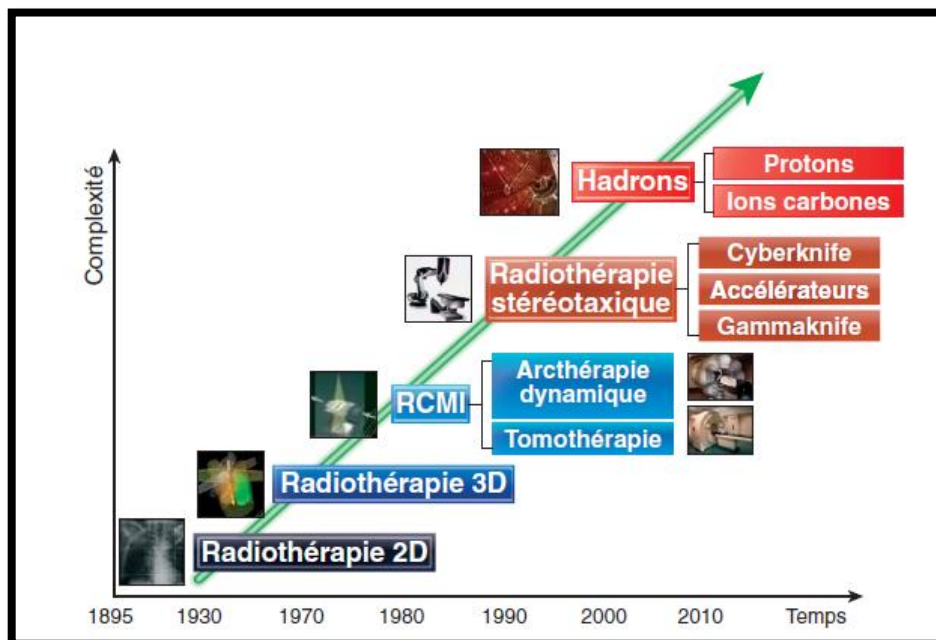 Complexité
Hadrons
Protons
Ions carbones
Radiothérapie
stéréotaxique
Cyberknife
Accélérateurs
Gammaknife
RCMI
Arcthérapie
dynamique
Tomothérapie
Radiothérapie 3D
Radiothérapie 2D
1895 1930 1970 1980 1990 2000 2010 Temps